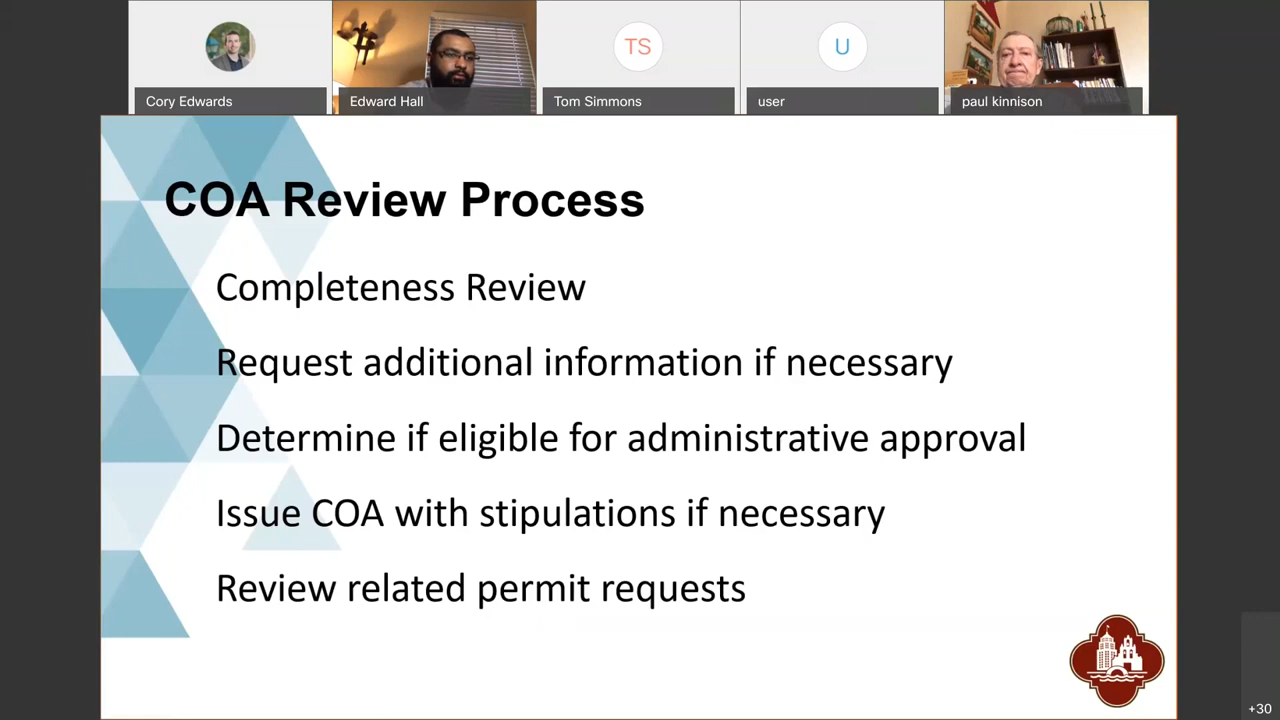 Cory Edwards
Edward Hall
TS
Tom Simmons
U
user
paul kinnison
COA Review Process
Completeness Review
Request additional information if necessary
Determine if eligible for administrative approval
Issue COA with stipulations if necessary
Review related permit requests
+30